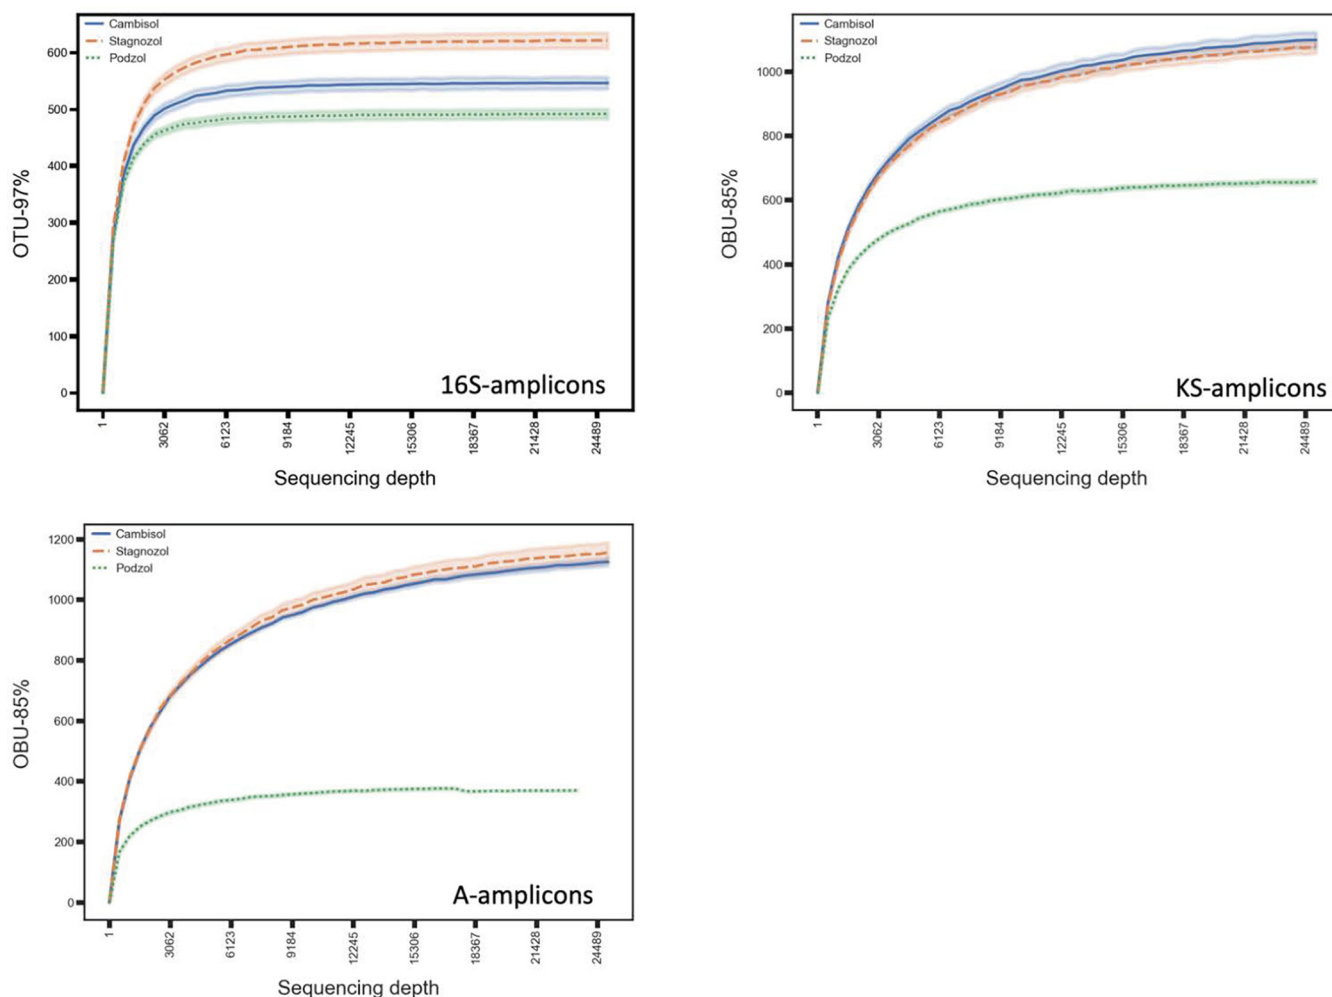 Cambisol
Stagnozol
Podzol
600
500
400
300
200
100
0
OTU-97%
16S-amplicons
1
3062
6123
9184
12245
15306
18367
21428
24489
Sequencing depth
Cambisol
Stagnozol
Podzol
1000
800
600
400
200
0
OBU-85%
KS-amplicons
1
3062
6123
9184
12245
15306
18367
21428
24489
Sequencing depth
Cambisol
Stagnozol
Podzol
1200
1000
800
600
400
200
0
OBU-85%
A-amplicons
1
3062
6123
9184
12245
15306
18367
21428
24489
Sequencing depth